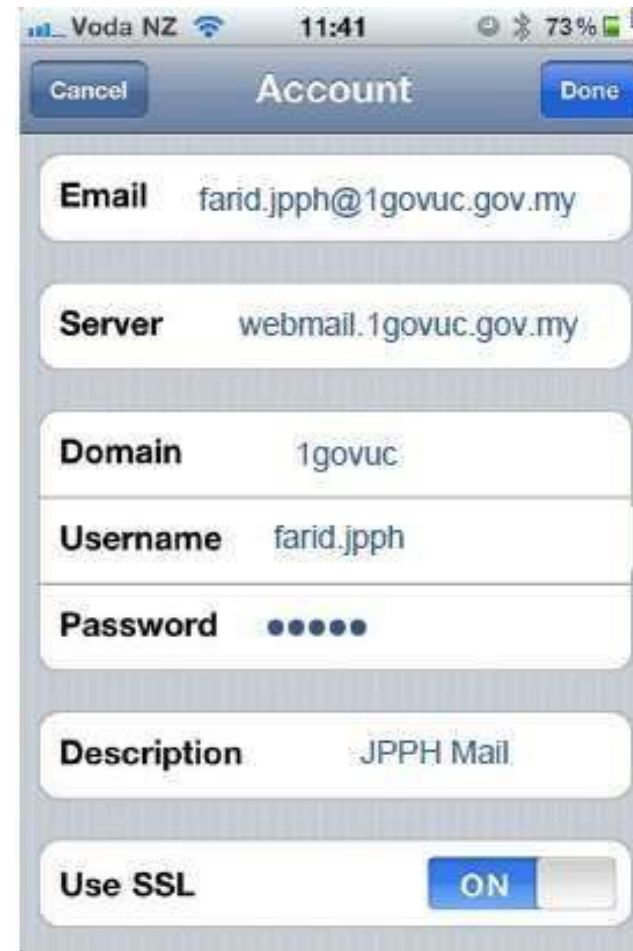 Voda NZ 11:41 73%
Cancel Account Done
Email farid.jpph@1govuc.gov.my
Server webmail.1govuc.gov.my
Domain 1govuc
Username farid.jpph
Password •••••
Description JPPH Mail
Use SSL ON